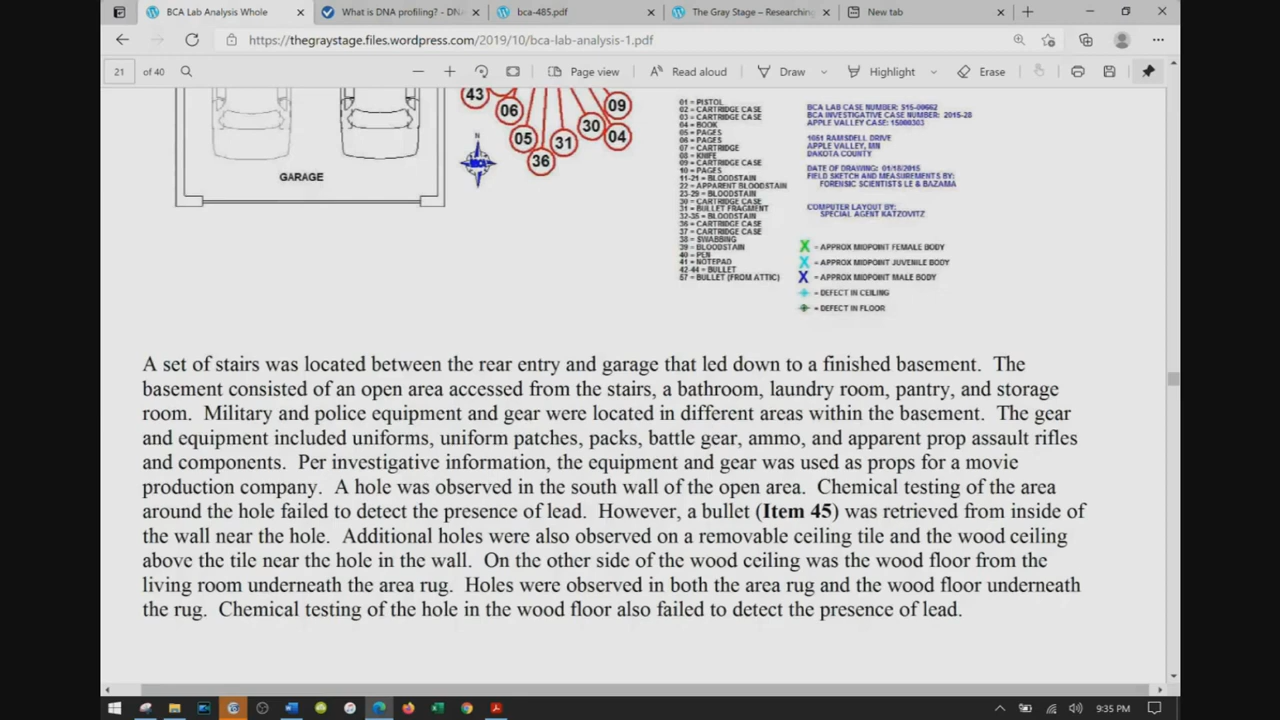 BCA Lab Analysis Whole
What is DNA profiling? - DN
bca-485.pdf
The Gray Stage – Researching
New tab
https://thegraystage.files.wordpress.com/2019/10/bca-lab-analysis-1.pdf
21 of 40
Page view
Read aloud
Draw
Highlight
Erase
43
06
05
36
31
30
04
09
N
BCA
GARAGE
01 = PISTOL
02 = CARTRIDGE CASE
03 = CARTRIDGE CASE
04 = BOOK
05 = PAGES
06 = PAGES
07 = CARTRIDGE
08 = KNIFE
09 = CARTRIDGE CASE
10 = PAGES
11-21 = BLOODSTAIN
22 = APPARENT BLOODSTAIN
23-29 = BLOODSTAIN
30 = CARTRIDGE CASE
31 = BULLET FRAGMENT
32-35 = BLOODSTAIN
36 = CARTRIDGE CASE
37 = CARTRIDGE CASE
38 = SWABBING
39 = BLOODSTAIN
40 = PEN
41 = NOTEPAD
42-44 = BULLET
57 = BULLET (FROM ATTIC)
BCA LAB CASE NUMBER: S15-00662
BCA INVESTIGATIVE CASE NUMBER: 2015-28
APPLE VALLEY CASE: 15000303
1051 RAMSDELL DRIVE
APPLE VALLEY, MN
DAKOTA COUNTY
DATE OF DRAWING: 01/18/2015
FIELD SKETCH AND MEASUREMENTS BY:
FORENSIC SCIENTISTS LE & BAZAMA
COMPUTER LAYOUT BY:
SPECIAL AGENT KATZOVITZ
X = APPROX MIDPOINT FEMALE BODY
X = APPROX MIDPOINT JUVENILE BODY
X = APPROX MIDPOINT MALE BODY
= DEFECT IN CEILING
= DEFECT IN FLOOR
A set of stairs was located between the rear entry and garage that led down to a finished basement. The
basement consisted of an open area accessed from the stairs, a bathroom, laundry room, pantry, and storage
room. Military and police equipment and gear were located in different areas within the basement. The gear
and equipment included uniforms, uniform patches, packs, battle gear, ammo, and apparent prop assault rifles
and components. Per investigative information, the equipment and gear was used as props for a movie
production company. A hole was observed in the south wall of the open area. Chemical testing of the area
around the hole failed to detect the presence of lead. However, a bullet (Item 45) was retrieved from inside of
the wall near the hole. Additional holes were also observed on a removable ceiling tile and the wood ceiling
above the tile near the hole in the wall. On the other side of the wood ceiling was the wood floor from the
living room underneath the area rug. Holes were observed in both the area rug and the wood floor underneath
the rug. Chemical testing of the hole in the wood floor also failed to detect the presence of lead.
9:35 PM